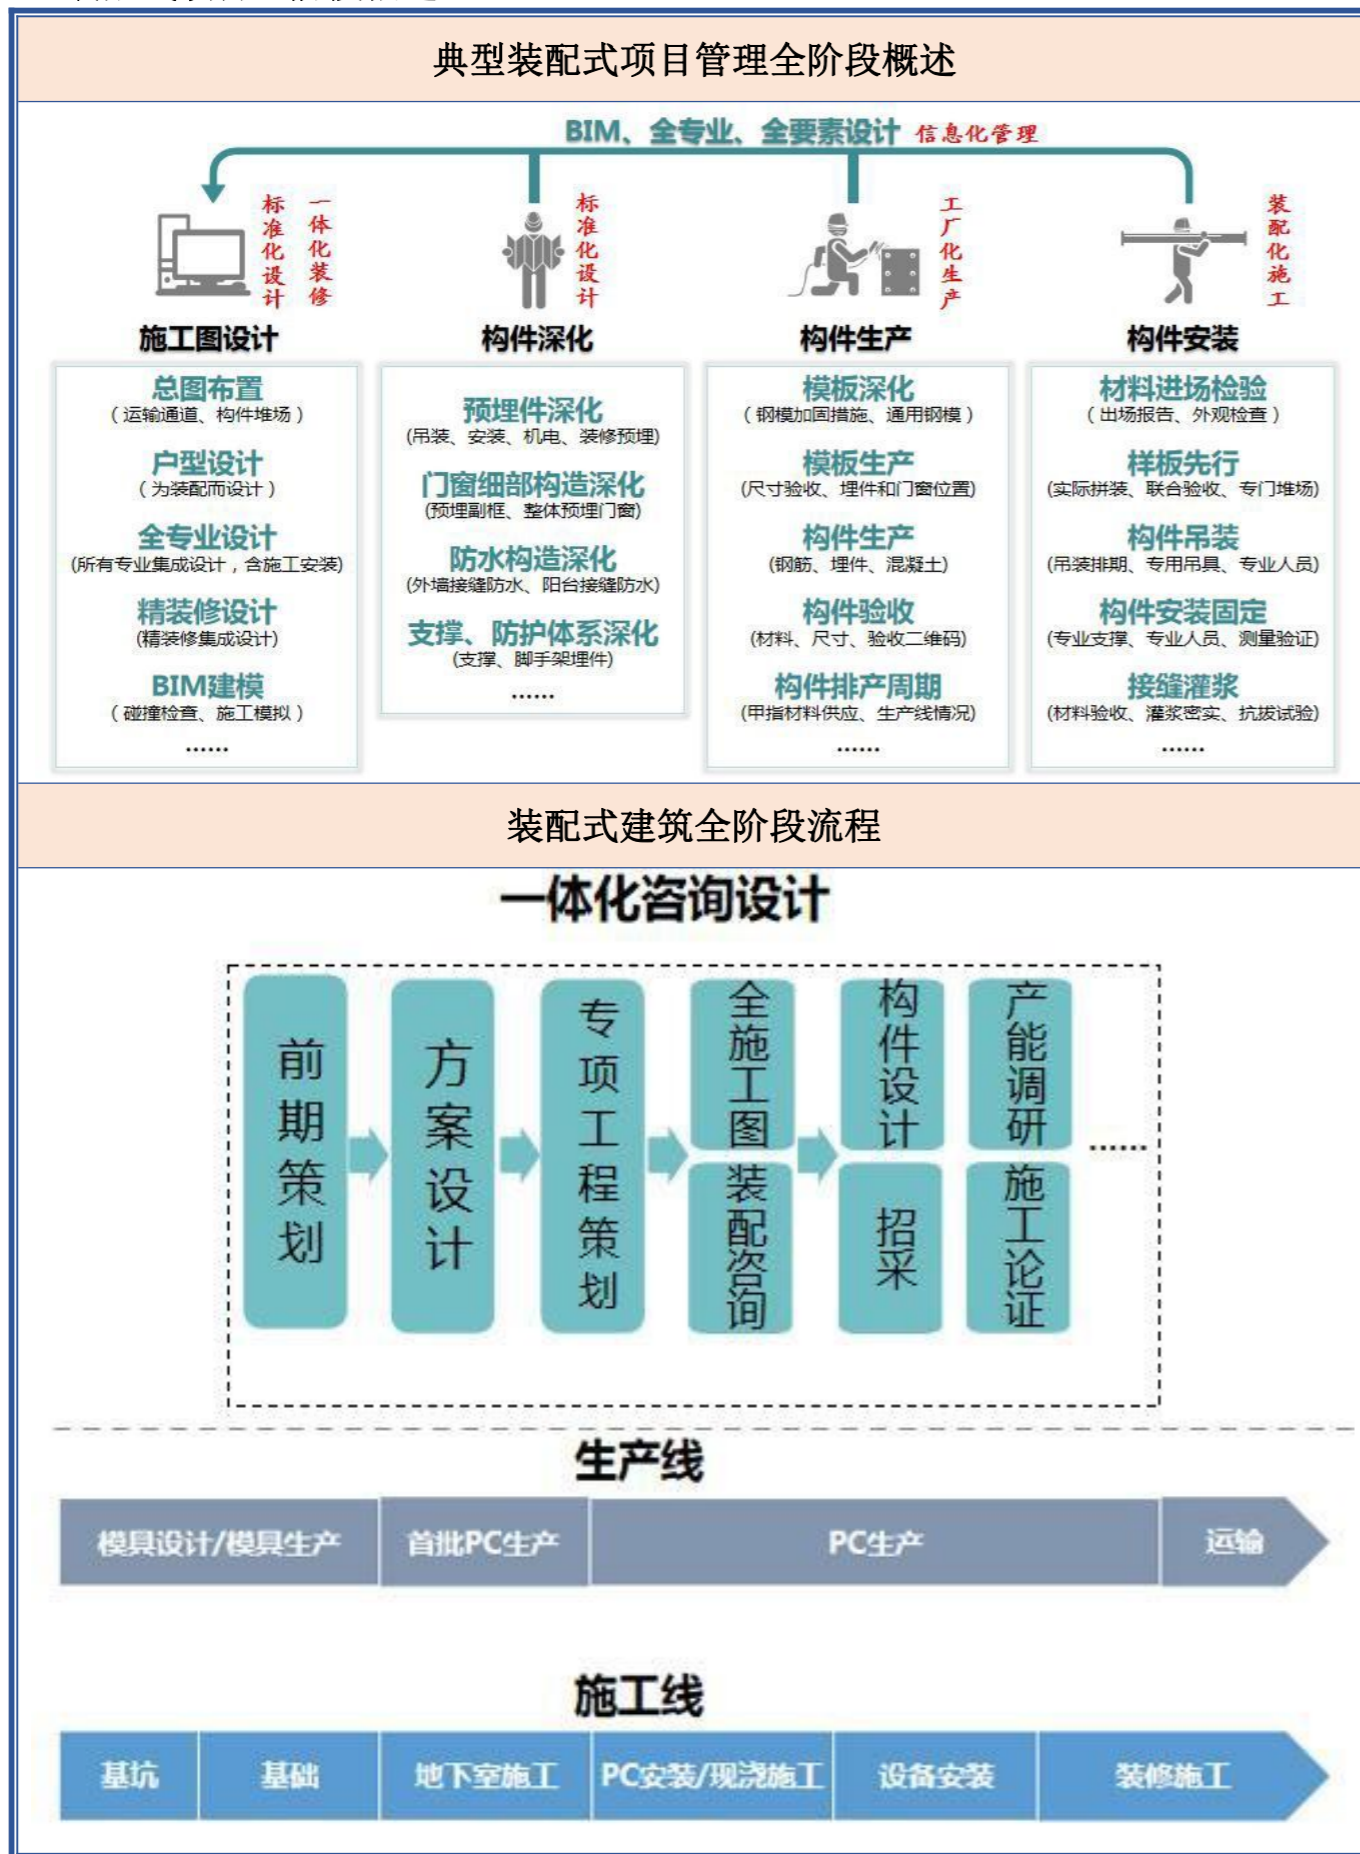 典型装配式项目管理全阶段概述
BIM、全专业、全要素设计 信息化管理
标准化设计
一体化装修
标准化设计
工厂化生产
装配化施工
施工图设计
总图布置
（运输通道、构件堆场）
户型设计
（为装配而设计）
全专业设计
(所有专业集成设计，含施工安装)
精装修设计
(精装修集成设计)
BIM建模
（碰撞检查、施工模拟）
……
构件深化
预埋件深化
(吊装、安装、机电、装修预埋)
门窗细部构造深化
(预埋副框、整体预埋门窗)
防水构造深化
(外墙接缝防水、阳台接缝防水)
支撑、防护体系深化
(支撑、脚手架埋件)
……
构件生产
模板深化
（钢模加固措施、通用钢模）
模板生产
(尺寸验收、埋件和门窗位置)
构件生产
(钢筋、埋件、混凝土)
构件验收
(材料、尺寸、验收二维码)
构件排产周期
(甲指材料供应、生产线情况)
……
构件安装
材料进场检验
（出场报告、外观检查）
样板先行
(实际拼装、联合验收、专门堆场)
构件吊装
(吊装排期、专用吊具、专业人员)
构件安装固定
(专业支撑、专业人员、测量验证)
接缝灌浆
(材料验收、灌浆密实、抗拔试验)
……
装配式建筑全阶段流程
一体化咨询设计
前期策划
方案设计
专项工程策划
全施工图
装配咨询
构件设计
招采
产能调研
施工论证
……
生产线
模具设计/模具生产
首批PC生产
PC生产
运输
施工线
基坑
基础
地下室施工
PC安装/现浇施工
设备安装
装修施工